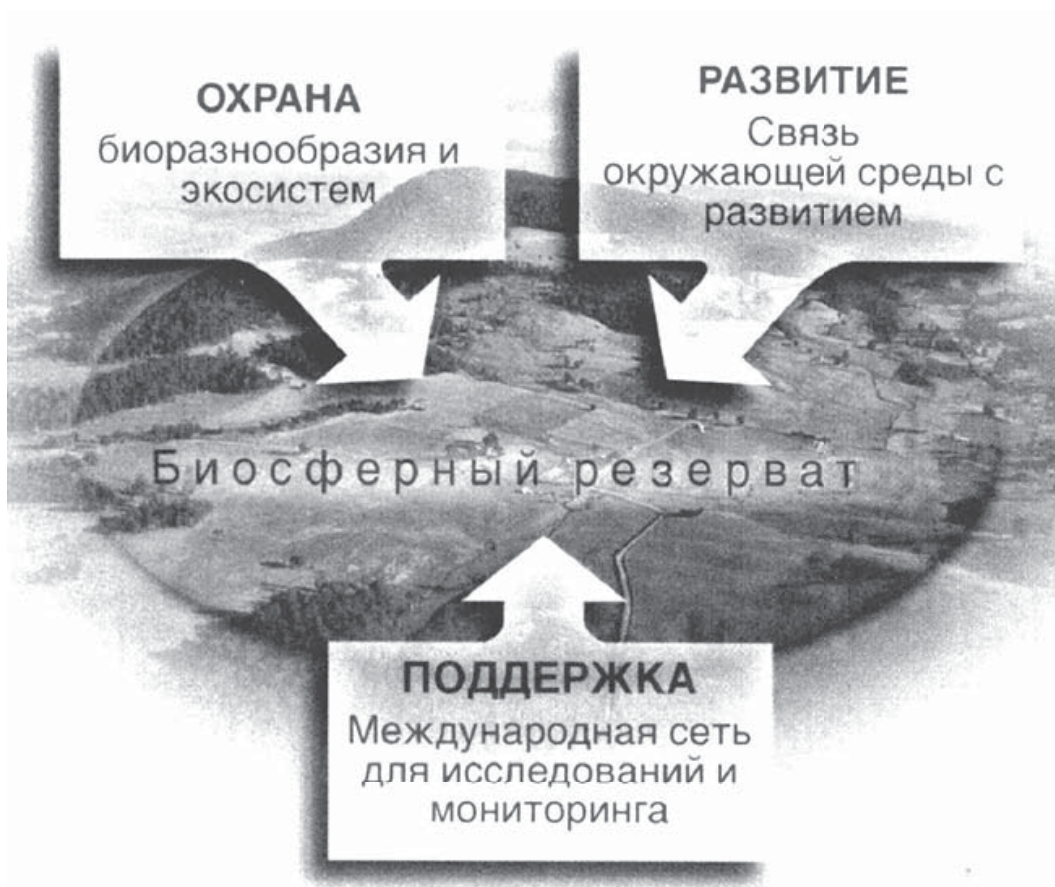 ОХРАНА
биоразнообразия и
экосистем
РАЗВИТИЕ
Связь
окружающей среды с
развитием
Биосферный резерват
ПОДДЕРЖКА
Международная сеть
для исследований и
мониторинга